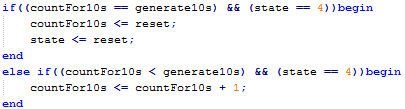 if((countFor10s == generate10s) && (state == 4))begin
countFor10s <= reset;
state <= reset;
end
else if((countFor10s < generate10s) && (state == 4))begin
countFor10s <= countFor10s + 1;
end